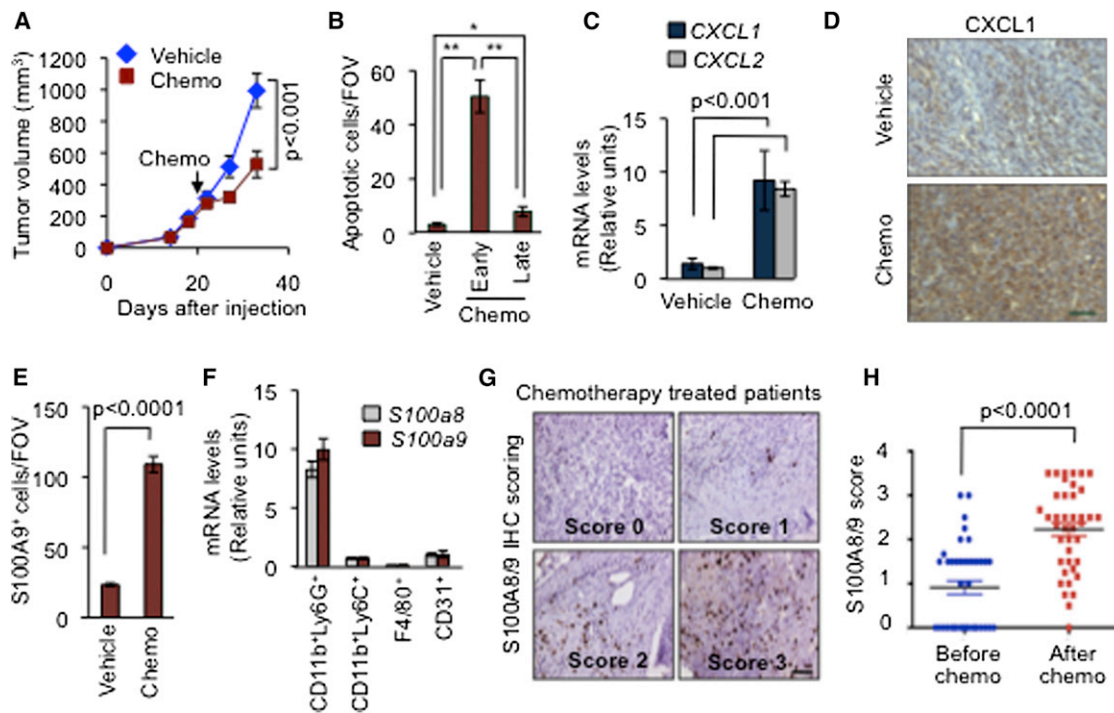 A
Tumor volume (mm³)
1200
1000
800
600
400
200
0
Vehicle
Chemo
Chemo
p<0.001
0
20
40
Days after injection
B
Apoptotic cells/FOV
60
40
20
0
*
**
**
Vehicle
Early
Late
Chemo
C
CXCL1
CXCL2
p<0.001
mRNA levels
(Relative units)
15
10
5
0
Vehicle
Chemo
D
CXCL1
Vehicle
Chemo
E
S100A9⁺ cells/FOV
150
100
50
0
p<0.0001
Vehicle
Chemo
F
mRNA levels
(Relative units)
15
10
5
0
S100a8
S100a9
CD11b⁺Ly6G⁺
CD11b⁺Ly6C⁺
F4/80⁺
CD31⁺
G
Chemotherapy treated patients
S100A8/9 IHC scoring
Score 0
Score 1
Score 2
Score 3
H
p<0.0001
S100A8/9 score
4
3
2
1
0
Before
chemo
After
chemo